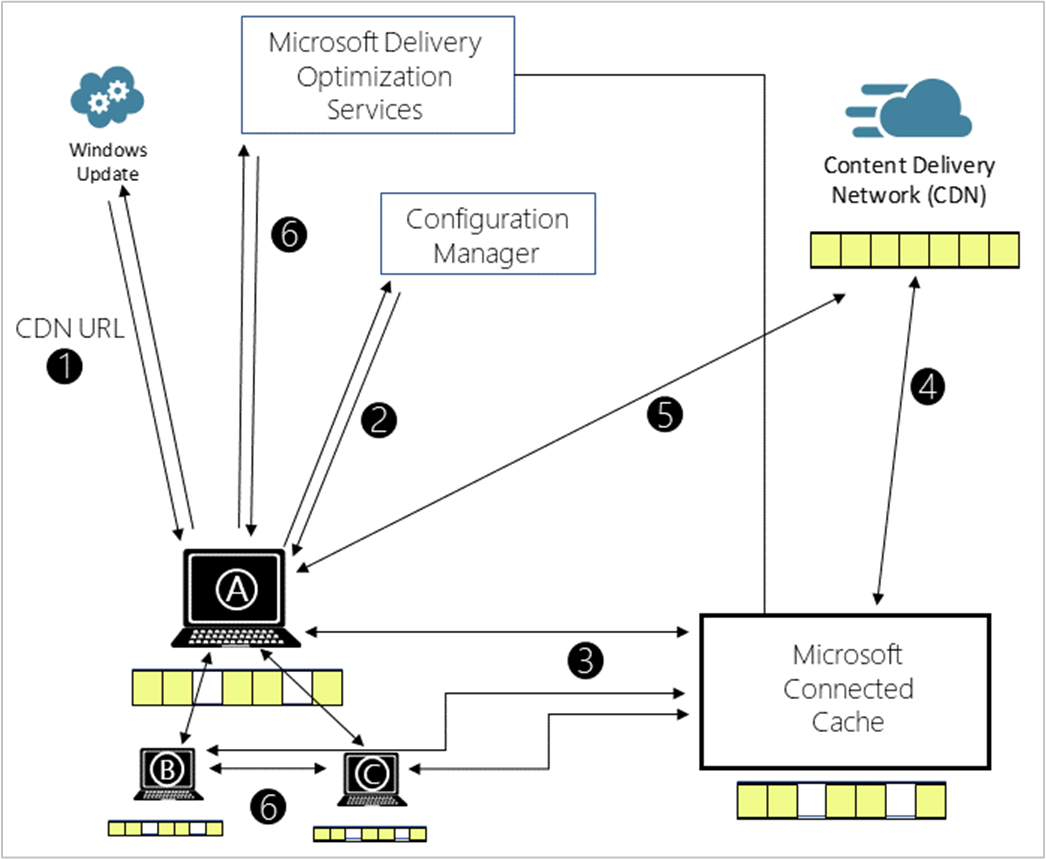 Microsoft Delivery
Optimization
Services
Windows
Update
Content Delivery
Network (CDN)
6
Configuration
Manager
CDN URL
1
2
5
4
A
3
Microsoft
Connected
Cache
B
C
6